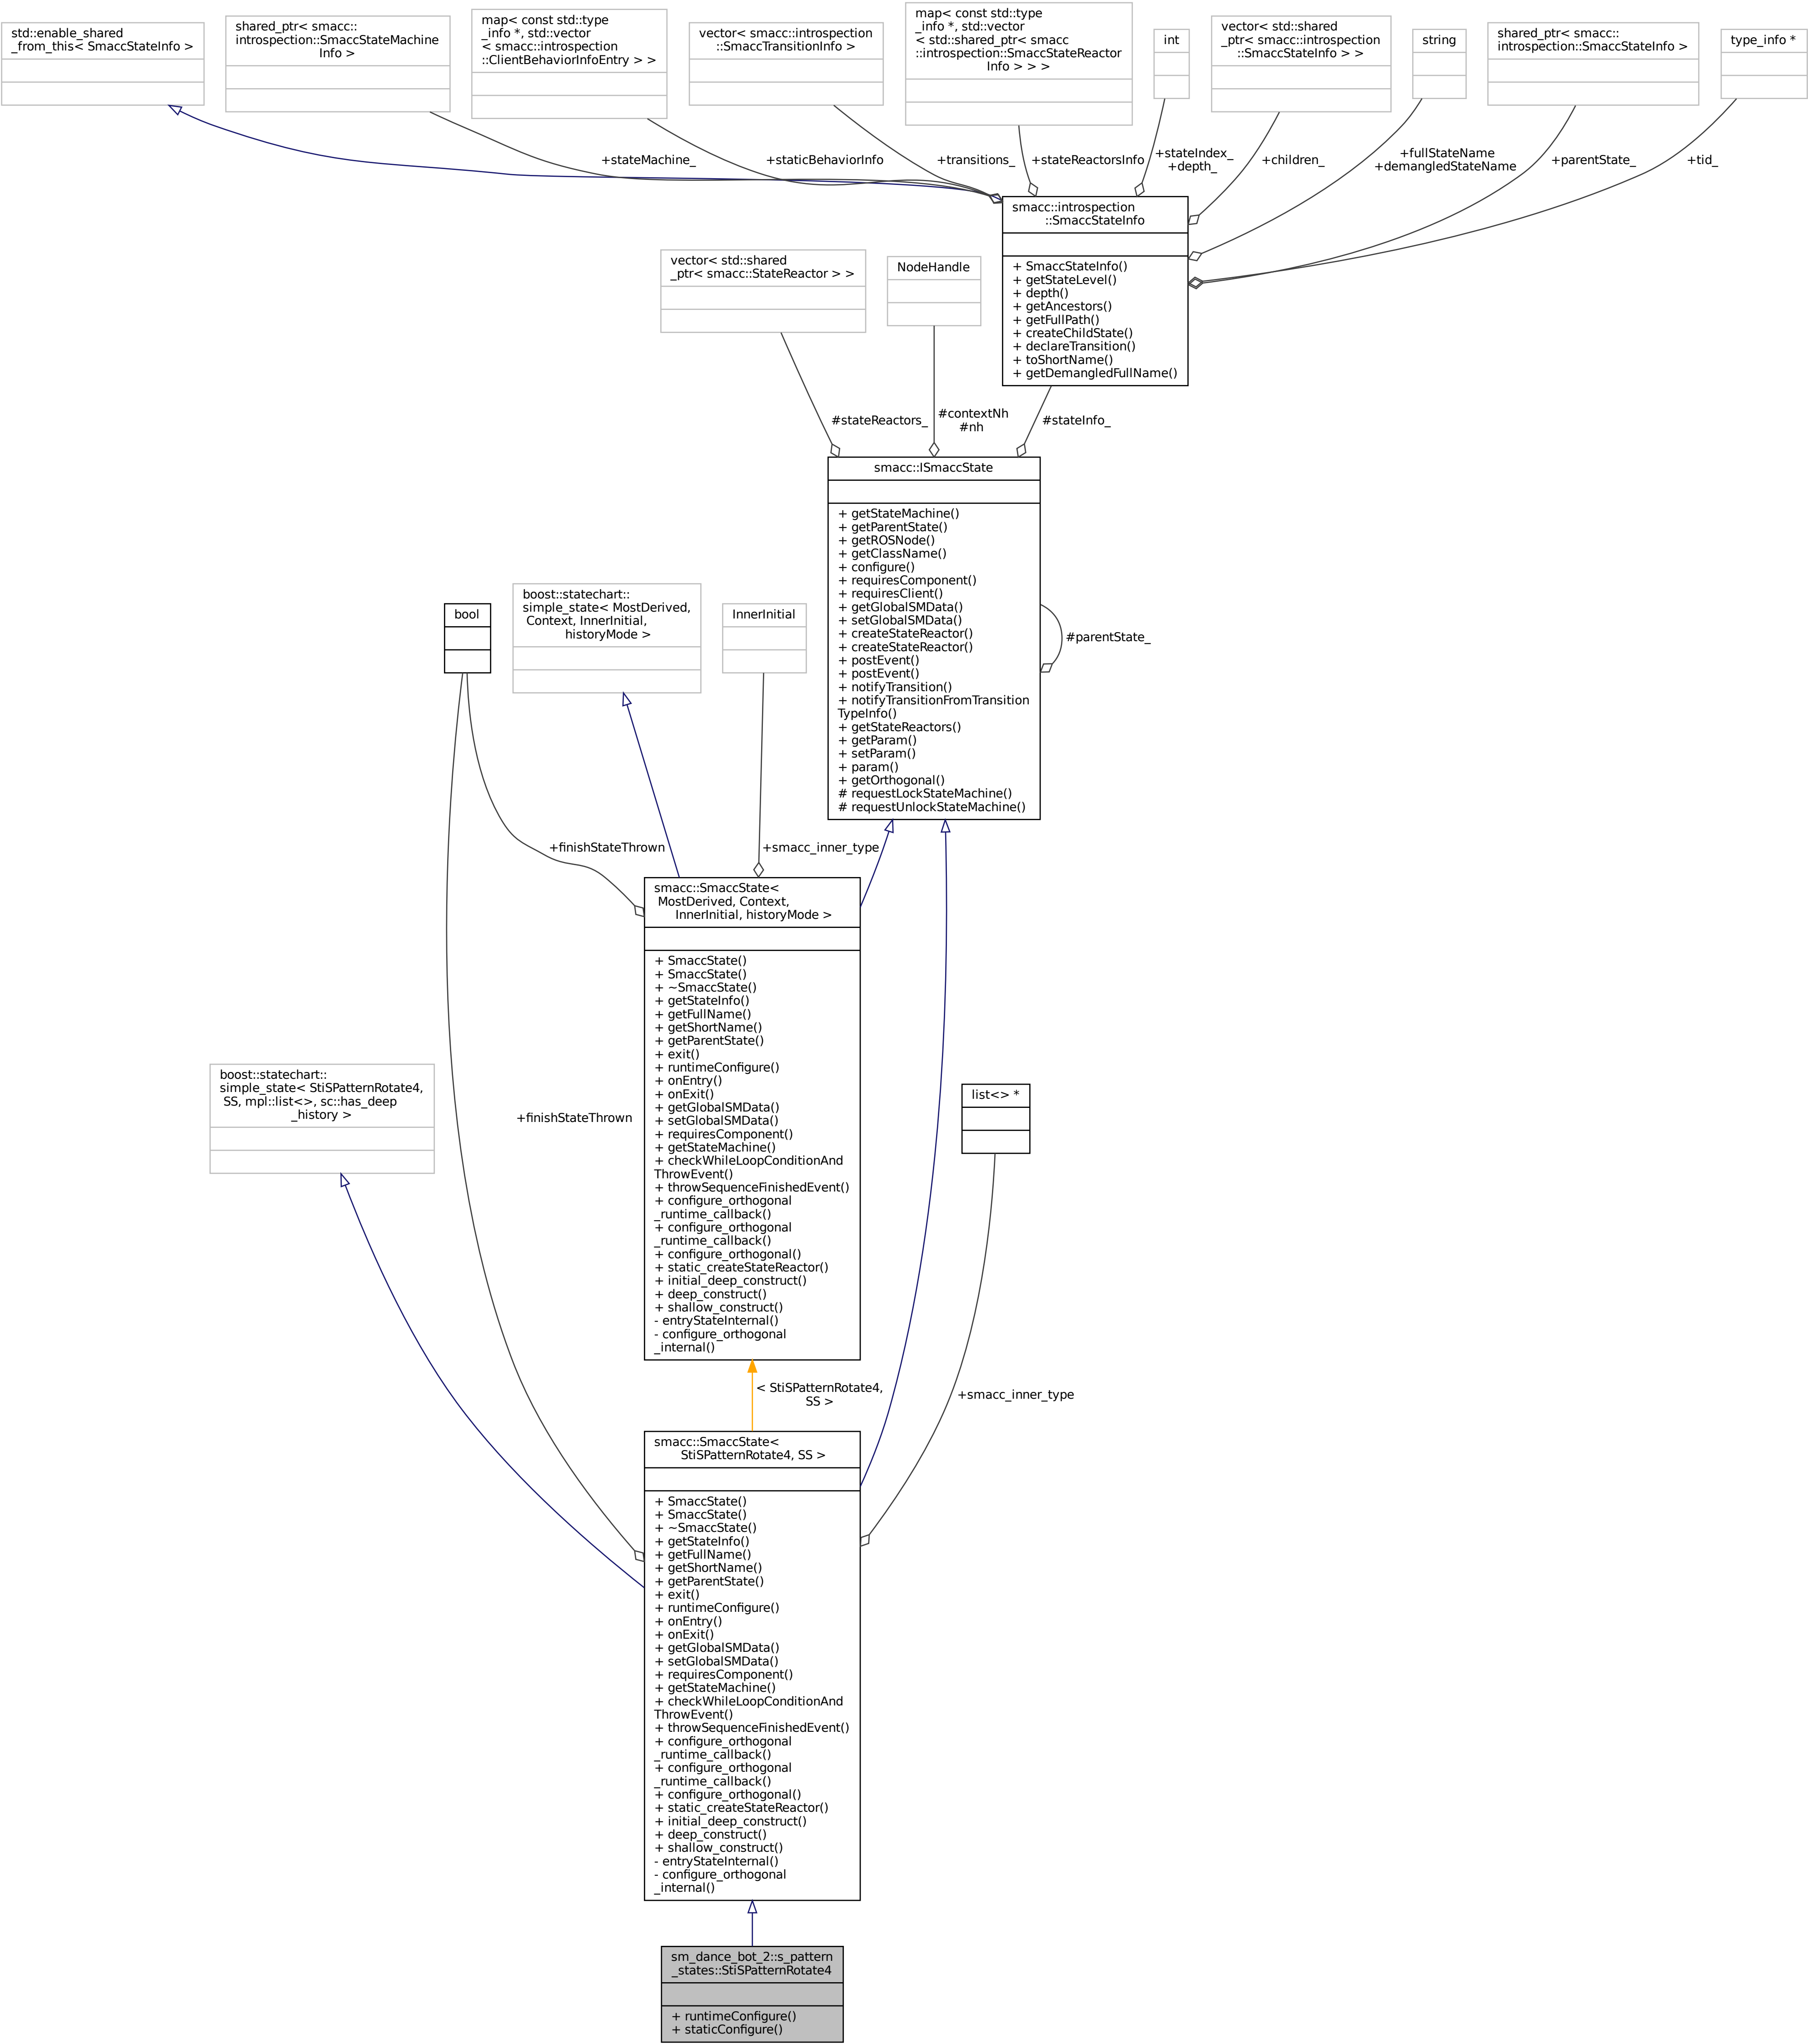 std::enable_shared
_from_this< SmaccStateInfo >
shared_ptr< smacc::
introspection::SmaccStateMachine
Info >
map< const std::type
_info *, std::vector
< smacc::introspection
::ClientBehaviorInfoEntry > >
vector< smacc::introspection
::SmaccTransitionInfo >
map< const std::type
_info *, std::vector
< std::shared_ptr< smacc
::introspection::SmaccStateReactor
Info > > >
int
vector< std::shared
_ptr< smacc::introspection
::SmaccStateInfo > >
string
shared_ptr< smacc::
introspection::SmaccStateInfo >
type_info *
+stateMachine_
+staticBehaviorInfo
+transitions_
+stateReactorsInfo
+stateIndex_
+depth_
+children_
+fullStateName
+demangledStateName
+parentState_
+tid_
smacc::introspection
::SmaccStateInfo
+ SmaccStateInfo()
+ getStateLevel()
+ depth()
+ getAncestors()
+ getFullPath()
+ createChildState()
+ declareTransition()
+ toShortName()
+ getDemangledFullName()
vector< std::shared
_ptr< smacc::StateReactor > >
NodeHandle
#stateReactors_
#contextNh
#nh
#stateInfo_
smacc::ISmaccState
+ getStateMachine()
+ getParentState()
+ getROSNode()
+ getClassName()
+ configure()
+ requiresComponent()
+ requiresClient()
+ getGlobalSMData()
+ setGlobalSMData()
+ createStateReactor()
+ createStateReactor()
+ postEvent()
+ postEvent()
+ notifyTransition()
+ notifyTransitionFromTransition
TypeInfo()
+ getStateReactors()
+ getParam()
+ setParam()
+ param()
+ getOrthogonal()
# requestLockStateMachine()
# requestUnlockStateMachine()
#parentState_
bool
boost::statechart::
simple_state< MostDerived,
Context, InnerInitial,
historyMode >
InnerInitial
+finishStateThrown
+smacc_inner_type
smacc::SmaccState<
MostDerived, Context,
InnerInitial, historyMode >
+ SmaccState()
+ SmaccState()
+ ~SmaccState()
+ getStateInfo()
+ getFullName()
+ getShortName()
+ getParentState()
+ exit()
+ runtimeConfigure()
+ onEntry()
+ onExit()
+ getGlobalSMData()
+ setGlobalSMData()
+ requiresComponent()
+ getStateMachine()
+ checkWhileLoopConditionAnd
ThrowEvent()
+ throwSequenceFinishedEvent()
+ configure_orthogonal
_runtime_callback()
+ configure_orthogonal
_runtime_callback()
+ configure_orthogonal()
+ static_createStateReactor()
+ initial_deep_construct()
+ deep_construct()
+ shallow_construct()
- entryStateInternal()
- configure_orthogonal
_internal()
boost::statechart::
simple_state< StiSPatternRotate4,
SS, mpl::list<>, sc::has_deep
_history >
+finishStateThrown
list<> *
< StiSPatternRotate4,
SS >
+smacc_inner_type
smacc::SmaccState<
StiSPatternRotate4, SS >
+ SmaccState()
+ SmaccState()
+ ~SmaccState()
+ getStateInfo()
+ getFullName()
+ getShortName()
+ getParentState()
+ exit()
+ runtimeConfigure()
+ onEntry()
+ onExit()
+ getGlobalSMData()
+ setGlobalSMData()
+ requiresComponent()
+ getStateMachine()
+ checkWhileLoopConditionAnd
ThrowEvent()
+ throwSequenceFinishedEvent()
+ configure_orthogonal
_runtime_callback()
+ configure_orthogonal
_runtime_callback()
+ configure_orthogonal()
+ static_createStateReactor()
+ initial_deep_construct()
+ deep_construct()
+ shallow_construct()
- entryStateInternal()
- configure_orthogonal
_internal()
sm_dance_bot_2::s_pattern
_states::StiSPatternRotate4
+ runtimeConfigure()
+ staticConfigure()